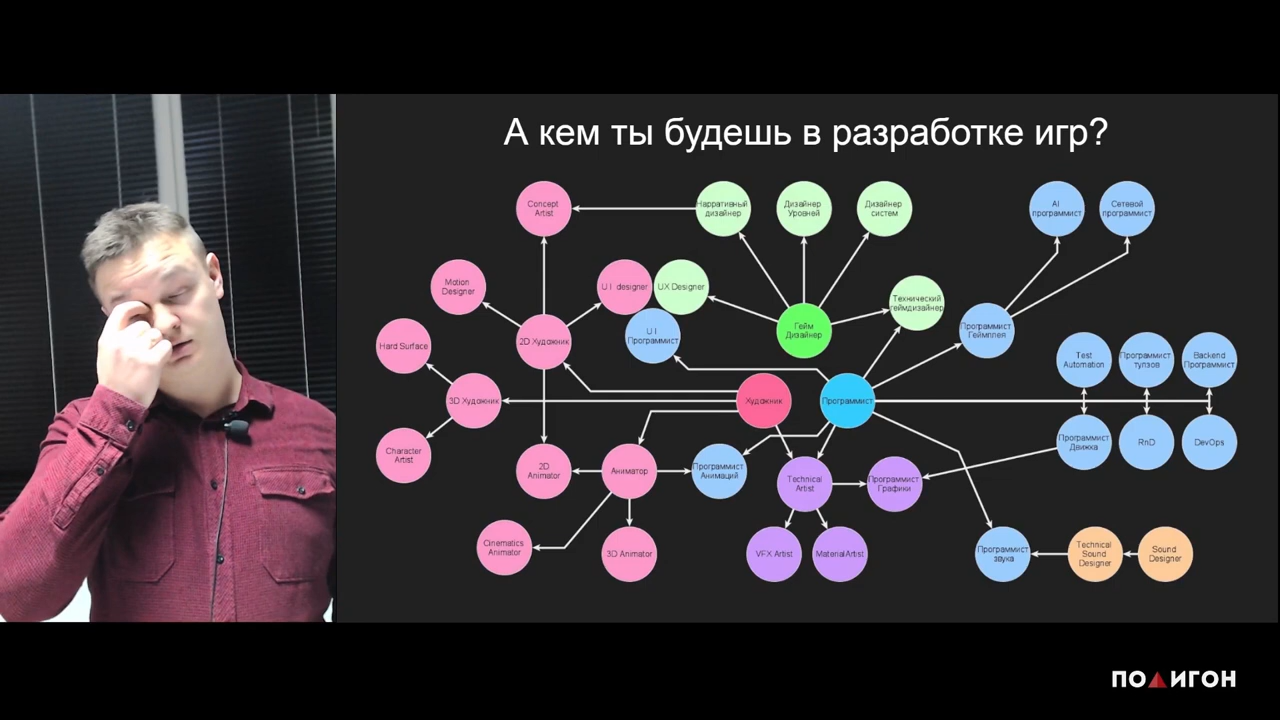 А кем ты будешь в разработке игр?
Concept
Artist
Нарративный
дизайнер
Дизайнер
Уровней
Дизайнер
систем
AI
программист
Сетевой
программист
Motion
Designer
U I designer
UX Designer
U I
Программист
Гейм
Дизайнер
Технический
геймдизайнер
Программист
Геймплея
Hard Surface
2D Художник
Test
Automation
Программист
тулзов
Backend
Программист
3D Художник
Художник
Программист
Character
Artist
2D
Animator
Аниматор
Программист
Анимаций
Technical
Artist
Программист
Графики
Программист
Движка
RnD
DevOps
Cinematics
Animator
3D Animator
VFX Artist
MaterialArtist
Программист
звука
Technical
Sound
Designer
Sound
Designer
ПОЛИГОН